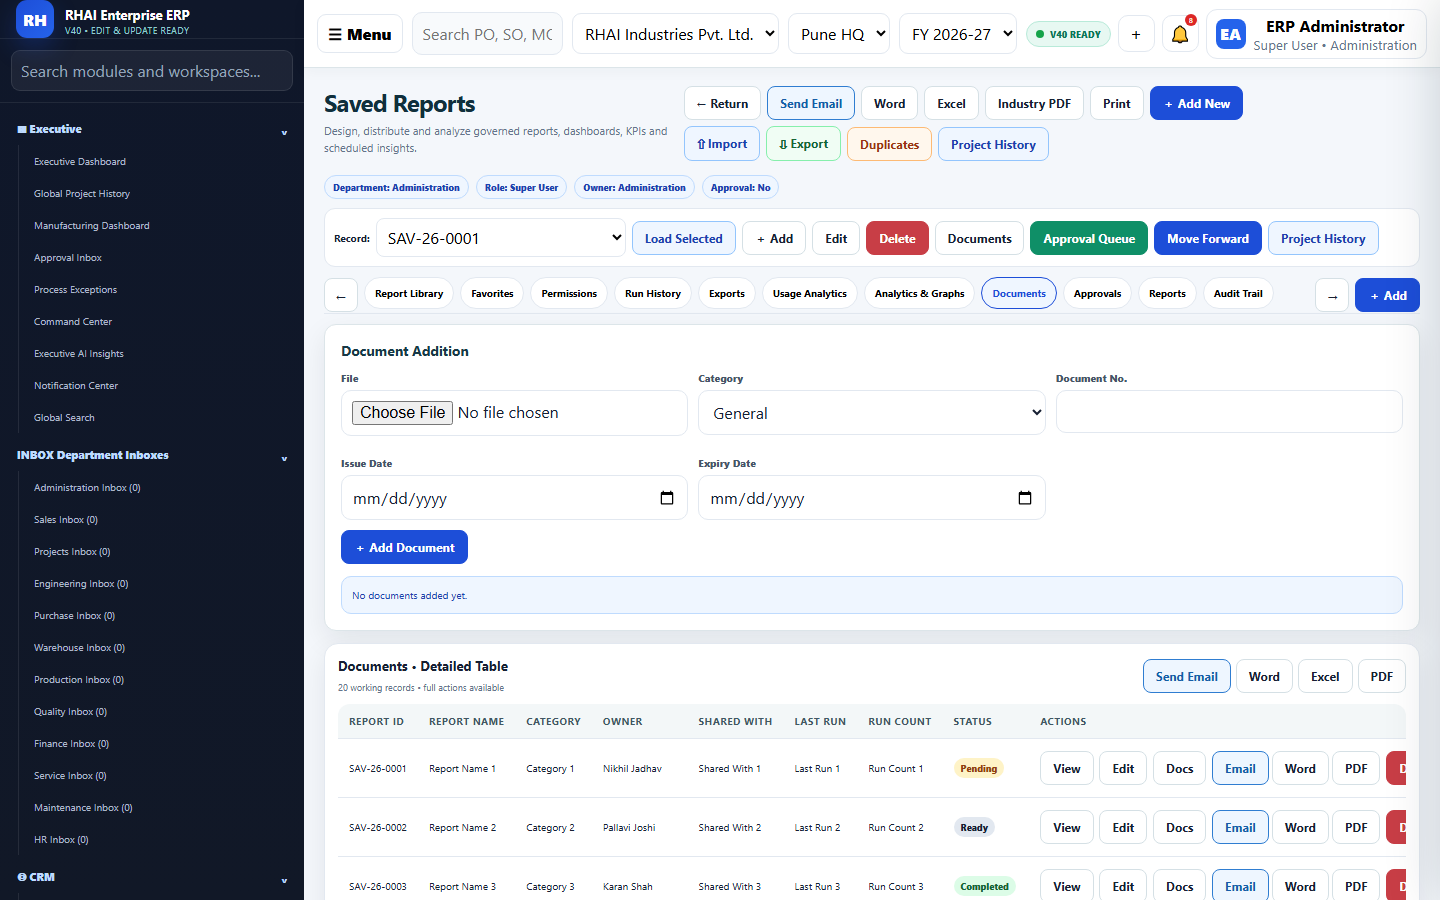 RH
RHAI Enterprise ERP
V40 • EDIT & UPDATE READY
Search modules and workspaces...
Executive
Executive Dashboard
Global Project History
Manufacturing Dashboard
Approval Inbox
Process Exceptions
Command Center
Executive AI Insights
Notification Center
Global Search
INBOX Department Inboxes
Administration Inbox (0)
Sales Inbox (0)
Projects Inbox (0)
Engineering Inbox (0)
Purchase Inbox (0)
Warehouse Inbox (0)
Production Inbox (0)
Quality Inbox (0)
Finance Inbox (0)
Service Inbox (0)
Maintenance Inbox (0)
HR Inbox (0)
CRM
☰ Menu
Search PO, SO, MC
RHAI Industries Pvt. Ltd.
Pune HQ
FY 2026-27
V40 READY
+
8
EA
ERP Administrator
Super User • Administration
Saved Reports
Design, distribute and analyze governed reports, dashboards, KPIs and
scheduled insights.
← Return
Send Email
Word
Excel
Industry PDF
Print
+ Add New
⇧ Import
⇩ Export
Duplicates
Project History
Department: Administration
Role: Super User
Owner: Administration
Approval: No
Record:
SAV-26-0001
Load Selected
+ Add
Edit
Delete
Documents
Approval Queue
Move Forward
Project History
←
Report Library
Favorites
Permissions
Run History
Exports
Usage Analytics
Analytics & Graphs
Documents
Approvals
Reports
Audit Trail
→
+ Add
Document Addition
File
Category
Document No.
Choose File No file chosen
General
Issue Date
Expiry Date
mm/dd/yyyy
mm/dd/yyyy
+ Add Document
No documents added yet.
Documents • Detailed Table
20 working records • full actions available
Send Email
Word
Excel
PDF
REPORT ID REPORT NAME CATEGORY OWNER SHARED WITH LAST RUN RUN COUNT STATUS ACTIONS
SAV-26-0001 Report Name 1 Category 1 Nikhil Jadhav Shared With 1 Last Run 1 Run Count 1 Pending View Edit Docs Email Word PDF D
SAV-26-0002 Report Name 2 Category 2 Pallavi Joshi Shared With 2 Last Run 2 Run Count 2 Ready View Edit Docs Email Word PDF D
SAV-26-0003 Report Name 3 Category 3 Karan Shah Shared With 3 Last Run 3 Run Count 3 Completed View Edit Docs Email Word PDF D